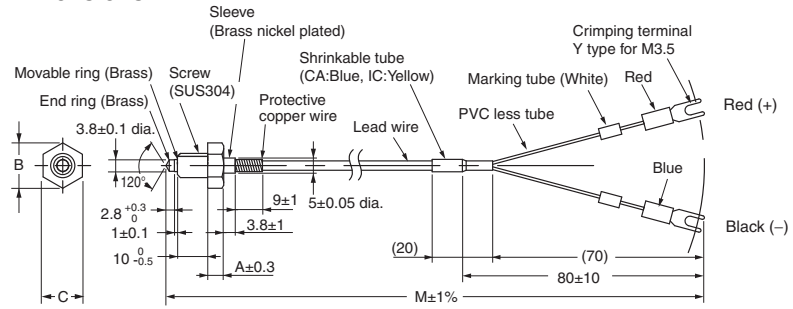 Sleeve
(Brass nickel plated)
Crimping terminal
Y type for M3.5
Shrinkable tube
(CA:Blue, IC:Yellow)
Movable ring (Brass)
Screw
(SUS304)
Marking tube (White)
Red
End ring (Brass)
Protective
copper wire
PVC less tube
Red (+)
3.8±0.1 dia.
Lead wire
B
120°
Blue
2.8 +0.3 0
9±1
5±0.05 dia.
1±0.1
3.8±1
Black (−)
10 0 -0.5
A±0.3
(20)
(70)
80±10
C
M±1%